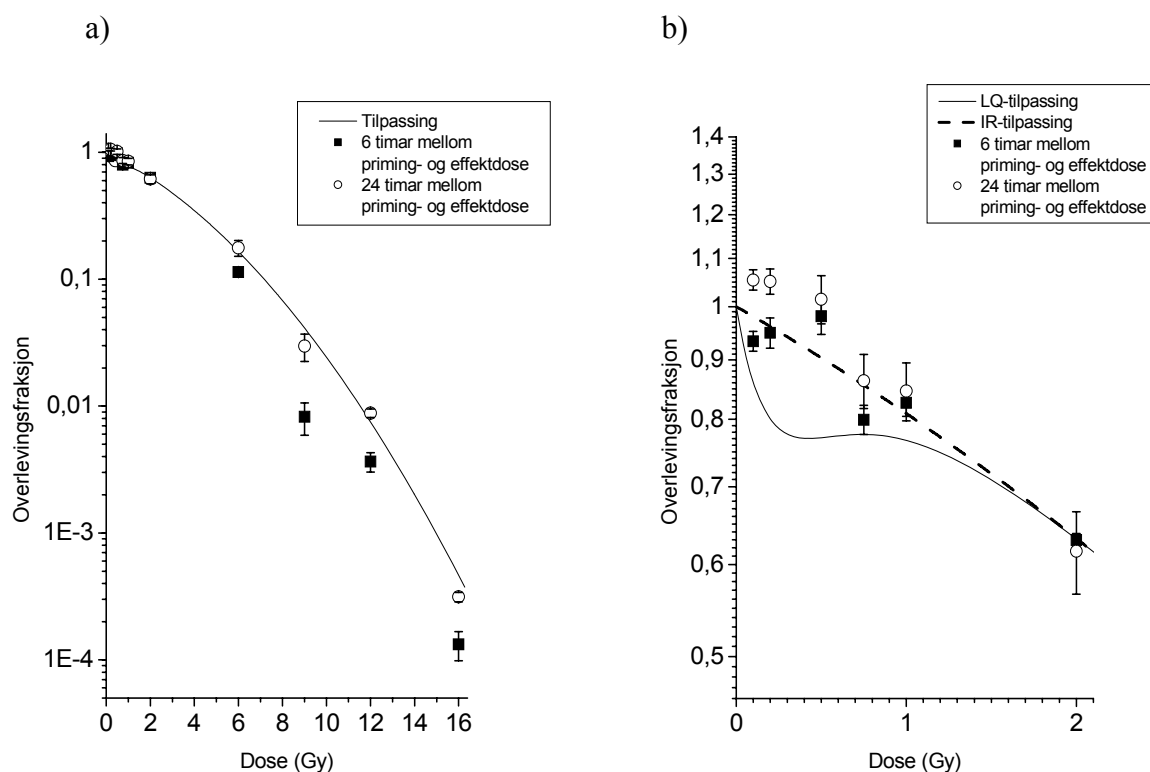 a)
Tilpassing
6 timar mellom
priming- og effektdose
24 timar mellom
priming- og effektdose
1
0,1
0,01
1E-3
1E-4
Overlevingsfraksjon
0 2 4 6 8 10 12 14 16
Dose (Gy)
b)
LQ-tilpassing
IR-tilpassing
6 timar mellom
priming- og effektdose
24 timar mellom
priming- og effektdose
1,4
1,3
1,2
1,1
1
0,9
0,8
0,7
0,6
0,5
Overlevingsfraksjon
0 1 2
Dose (Gy)